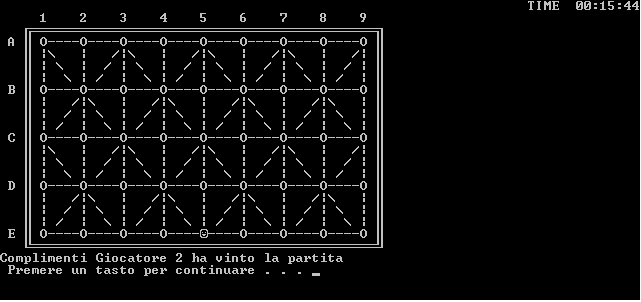 TIME 00:15:44
1 2 3 4 5 6 7 8 9
A O----O----O----O----O----O----O----O----O
B O----O----O----O----O----O----O----O----O
C O----O----O----O----O----O----O----O----O
D O----O----O----O----O----O----O----O----O
E O----O----O----O----☺----O----O----O----O
Complimenti Giocatore 2 ha vinto la partita
Premere un tasto per continuare . . . _